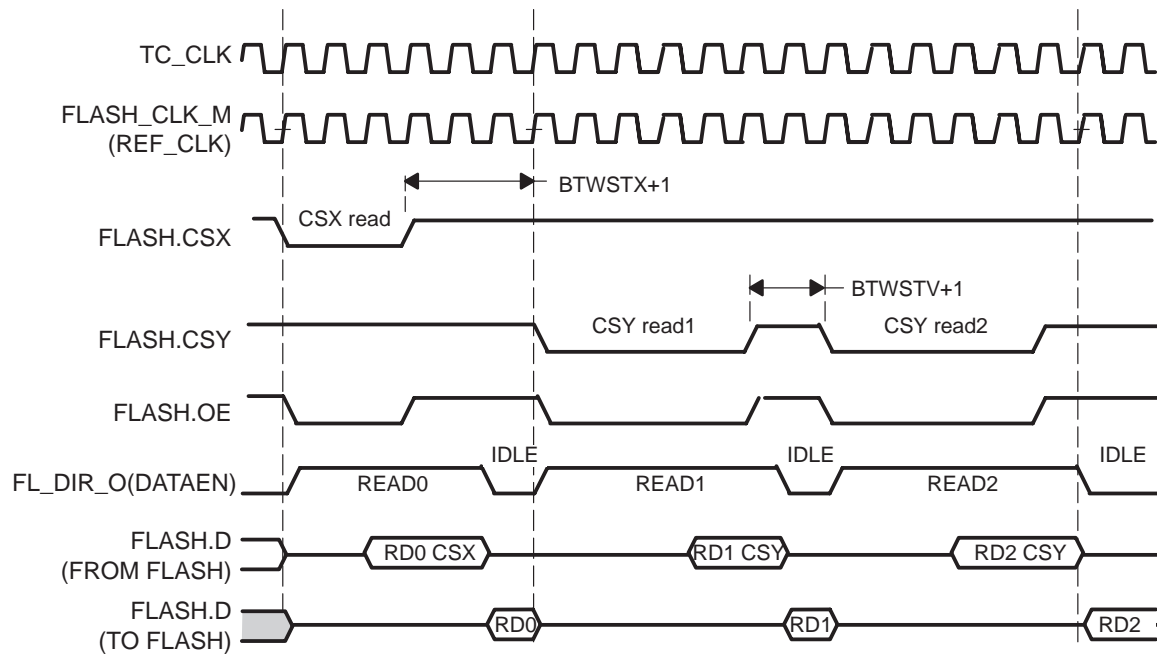 TC_CLK
FLASH_CLK_M
(REF_CLK)
BTWSTX+1
CSX read
FLASH.CSX
BTWSTV+1
CSY read1
CSY read2
FLASH.CSY
FLASH.OE
IDLE
IDLE
IDLE
FL_DIR_O(DATAEN)
READ0
READ1
READ2
FLASH.D
(FROM FLASH)
RD0 CSX
RD1 CSY
RD2 CSY
FLASH.D
(TO FLASH)
RD0
RD1
RD2